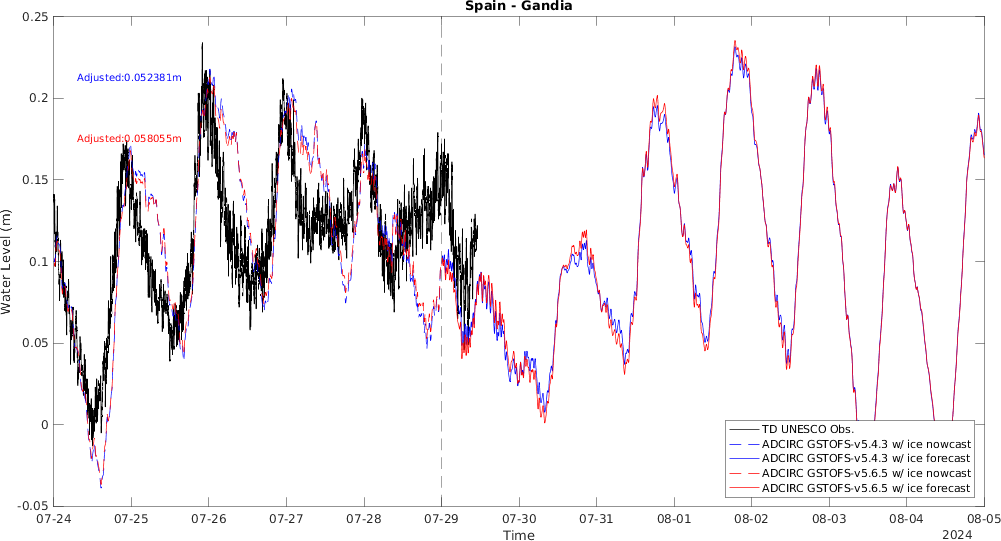 Spain - Gandia
0.25
0.2
0.15
0.1
0.05
0
-0.05
Water Level (m)
Adjusted:0.052381m
Adjusted:0.058055m
TD UNESCO Obs.
ADCIRC GSTOFS-v5.4.3 w/ ice nowcast
ADCIRC GSTOFS-v5.4.3 w/ ice forecast
ADCIRC GSTOFS-v5.6.5 w/ ice nowcast
ADCIRC GSTOFS-v5.6.5 w/ ice forecast
07-24 07-25 07-26 07-27 07-28 07-29 07-30 07-31 08-01 08-02 08-03 08-04 08-05
Time
2024